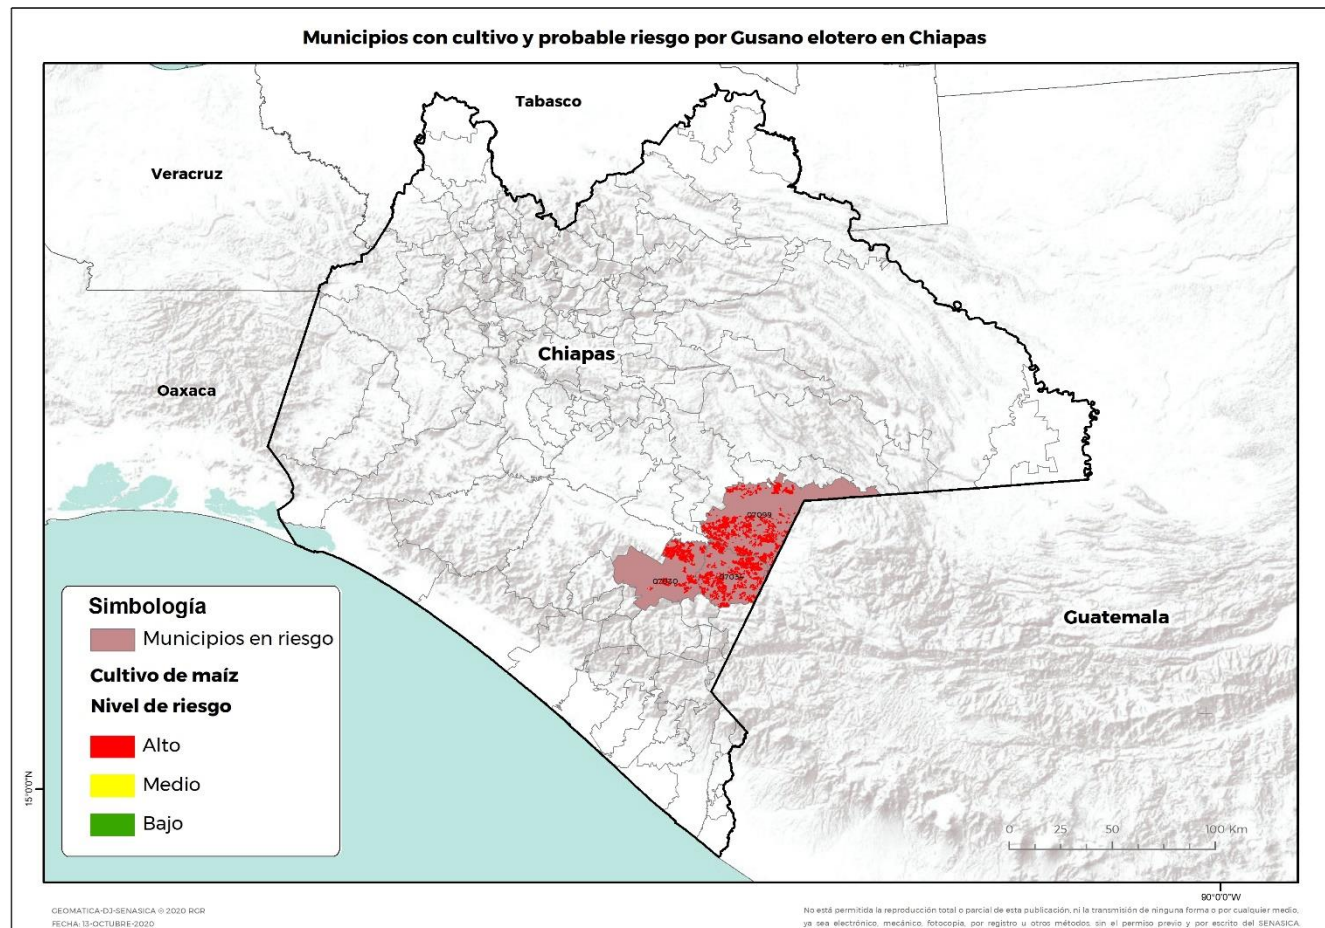 Municipios con cultivo y probable riesgo por Gusano elotero en Chiapas
Tabasco
Veracruz
Chiapas
Oaxaca
07099
07030
Guatemala
Simbología
Municipios en riesgo
Cultivo de maíz
Nivel de riesgo
Alto
Medio
Bajo
15°0'0"N
0 25 50 100 Km
90°0'0"W
GEOMATICA-DJ-SENASICA © 2020 RGR
FECHA: 13-OCTUBRE-2020
No está permitida la reproducción total o parcial de esta publicación, ni la transmisión de ninguna forma o por cualquier medio,
ya sea electrónico, mecánico, fotocopia, por registro u otros métodos, sin el permiso previo y por escrito del SENASICA.